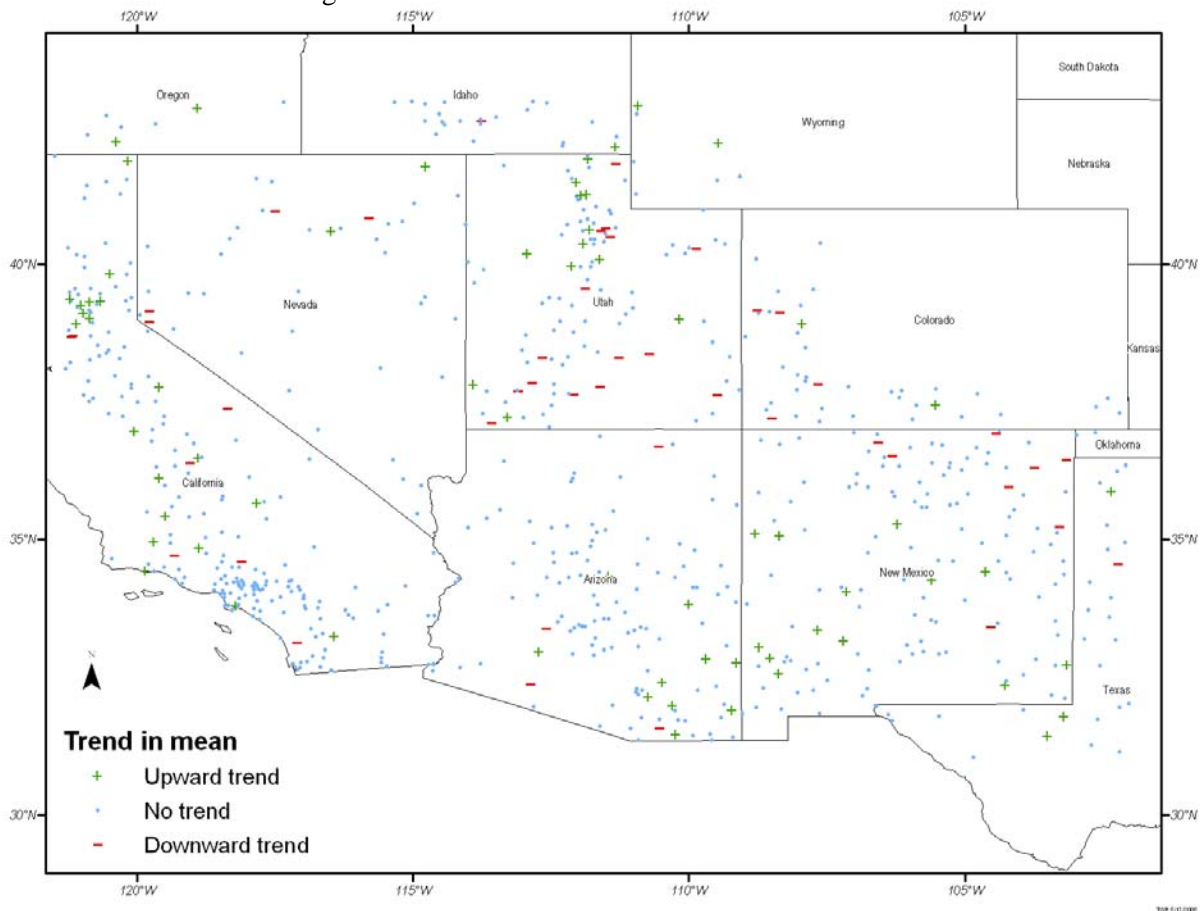 120°W 115°W 110°W 105°W
South Dakota
Oregon Idaho
Wyoming
Nebraska
40°N 40°N
Nevada Utah
Colorado
Kansas
Oklahoma
California
35°N 35°N
Arizona New Mexico
Texas
N
Trend in mean
Upward trend
No trend
Downward trend
30°N 30°N
120°W 115°W 110°W 105°W